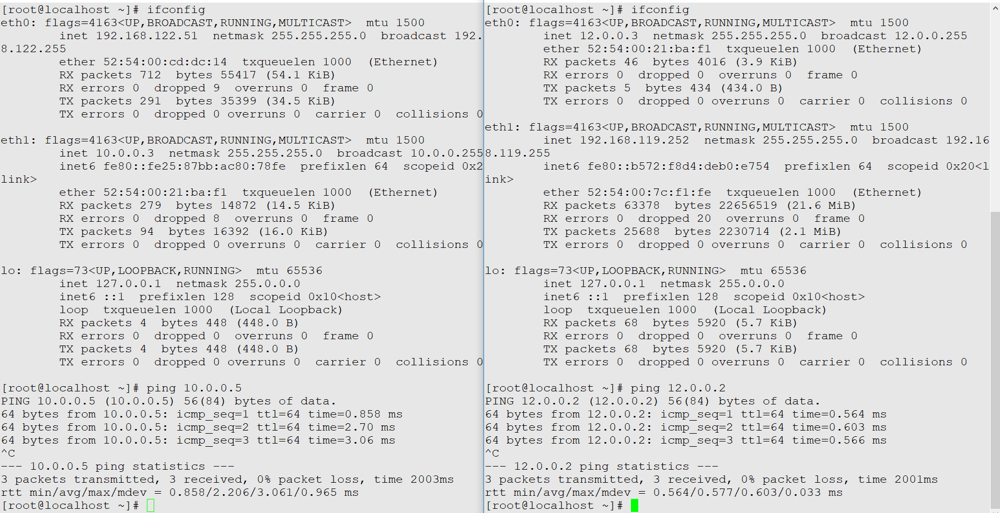 [root@localhost ~]# ifconfig
eth0: flags=4163<UP,BROADCAST,RUNNING,MULTICAST>  mtu 1500
        inet 192.168.122.51  netmask 255.255.255.0  broadcast 192.
8.122.255
        ether 52:54:00:cd:dc:14  txqueuelen 1000  (Ethernet)
        RX packets 712  bytes 55417 (54.1 KiB)
        RX errors 0  dropped 9  overruns 0  frame 0
        TX packets 291  bytes 35399 (34.5 KiB)
        TX errors 0  dropped 0 overruns 0  carrier 0  collisions 0

eth1: flags=4163<UP,BROADCAST,RUNNING,MULTICAST>  mtu 1500
        inet 10.0.0.3  netmask 255.255.255.0  broadcast 10.0.0.255
        inet6 fe80::fe25:87bb:ac80:78fe  prefixlen 64  scopeid 0x2
link>
        ether 52:54:00:21:ba:f1  txqueuelen 1000  (Ethernet)
        RX packets 279  bytes 14872 (14.5 KiB)
        RX errors 0  dropped 8  overruns 0  frame 0
        TX packets 94  bytes 16392 (16.0 KiB)
        TX errors 0  dropped 0 overruns 0  carrier 0  collisions 0

lo: flags=73<UP,LOOPBACK,RUNNING>  mtu 65536
        inet 127.0.0.1  netmask 255.0.0.0
        inet6 ::1  prefixlen 128  scopeid 0x10<host>
        loop  txqueuelen 1000  (Local Loopback)
        RX packets 4  bytes 448 (448.0 B)
        RX errors 0  dropped 0  overruns 0  frame 0
        TX packets 4  bytes 448 (448.0 B)
        TX errors 0  dropped 0 overruns 0  carrier 0  collisions 0

[root@localhost ~]# ping 10.0.0.5
PING 10.0.0.5 (10.0.0.5) 56(84) bytes of data.
64 bytes from 10.0.0.5: icmp_seq=1 ttl=64 time=0.858 ms
64 bytes from 10.0.0.5: icmp_seq=2 ttl=64 time=2.70 ms
64 bytes from 10.0.0.5: icmp_seq=3 ttl=64 time=3.06 ms
^C
--- 10.0.0.5 ping statistics ---
3 packets transmitted, 3 received, 0% packet loss, time 2003ms
rtt min/avg/max/mdev = 0.858/2.206/3.061/0.965 ms
[root@localhost ~]#
[root@localhost ~]# ifconfig
eth0: flags=4163<UP,BROADCAST,RUNNING,MULTICAST>  mtu 1500
        inet 12.0.0.3  netmask 255.255.255.0  broadcast 12.0.0.255
        ether 52:54:00:21:ba:f1  txqueuelen 1000  (Ethernet)
        RX packets 46  bytes 4016 (3.9 KiB)
        RX errors 0  dropped 0  overruns 0  frame 0
        TX packets 5  bytes 434 (434.0 B)
        TX errors 0  dropped 0 overruns 0  carrier 0  collisions 0

eth1: flags=4163<UP,BROADCAST,RUNNING,MULTICAST>  mtu 1500
        inet 192.168.119.252  netmask 255.255.255.0  broadcast 192.16
8.119.255
        inet6 fe80::b572:f8d4:deb0:e754  prefixlen 64  scopeid 0x20<l
ink>
        ether 52:54:00:7c:f1:fe  txqueuelen 1000  (Ethernet)
        RX packets 63378  bytes 22656519 (21.6 MiB)
        RX errors 0  dropped 20  overruns 0  frame 0
        TX packets 25688  bytes 2230714 (2.1 MiB)
        TX errors 0  dropped 0 overruns 0  carrier 0  collisions 0

lo: flags=73<UP,LOOPBACK,RUNNING>  mtu 65536
        inet 127.0.0.1  netmask 255.0.0.0
        inet6 ::1  prefixlen 128  scopeid 0x10<host>
        loop  txqueuelen 1000  (Local Loopback)
        RX packets 68  bytes 5920 (5.7 KiB)
        RX errors 0  dropped 0  overruns 0  frame 0
        TX packets 68  bytes 5920 (5.7 KiB)
        TX errors 0  dropped 0 overruns 0  carrier 0  collisions 0

[root@localhost ~]# ping 12.0.0.2
PING 12.0.0.2 (12.0.0.2) 56(84) bytes of data.
64 bytes from 12.0.0.2: icmp_seq=1 ttl=64 time=0.564 ms
64 bytes from 12.0.0.2: icmp_seq=2 ttl=64 time=0.603 ms
64 bytes from 12.0.0.2: icmp_seq=3 ttl=64 time=0.566 ms
^C
--- 12.0.0.2 ping statistics ---
3 packets transmitted, 3 received, 0% packet loss, time 2001ms
rtt min/avg/max/mdev = 0.564/0.577/0.603/0.033 ms
[root@localhost ~]#